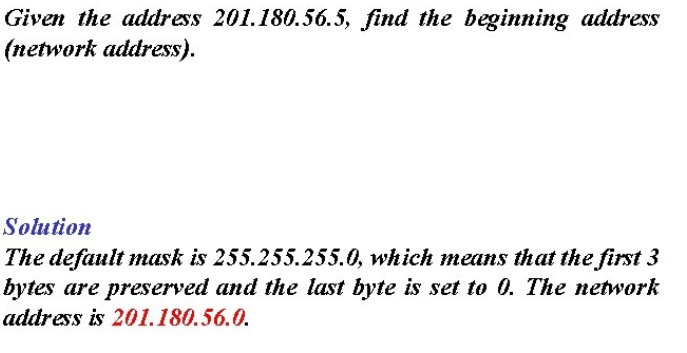 Given the address 201.180.56.5, find the beginning address
(network address).
Solution
The default mask is 255.255.255.0, which means that the first 3
bytes are preserved and the last byte is set to 0. The network
address is 201.180.56.0.